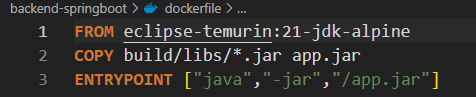 backend-springboot > dockerfile > ...
1 FROM eclipse-temurin:21-jdk-alpine
2 COPY build/libs/*.jar app.jar
3 ENTRYPOINT ["java","-jar","/app.jar"]